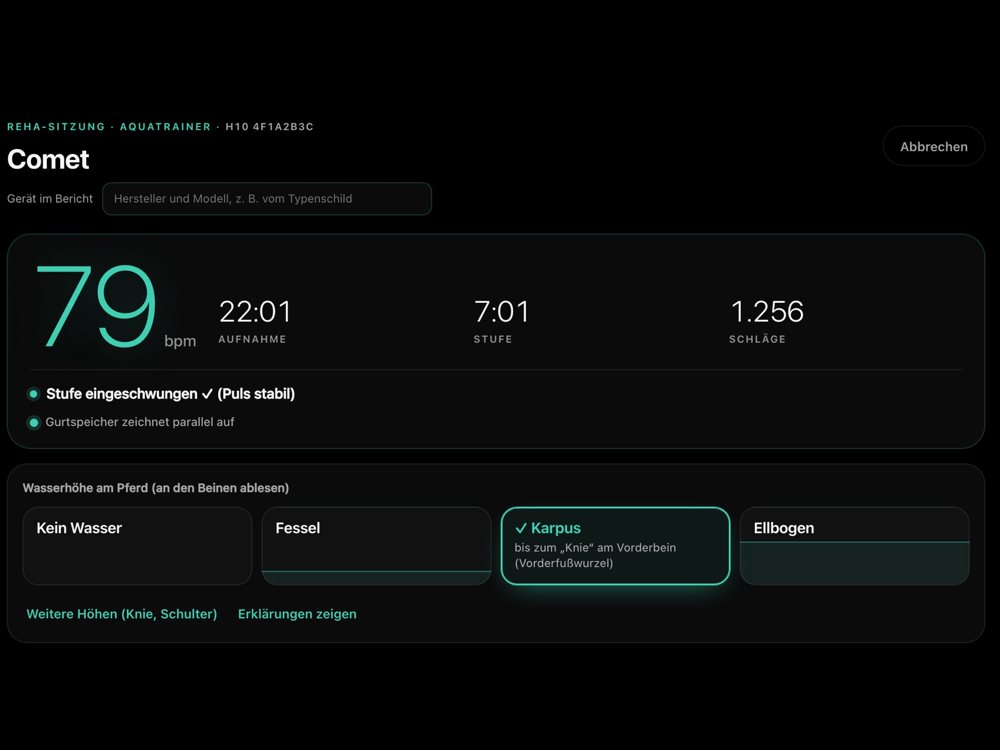 REHA-SITZUNG · AQUATRAINER · H10 4F1A2B3C
Comet
Abbrechen
Gerät im Bericht
Hersteller und Modell, z. B. vom Typenschild
79 bpm
22:01
AUFNAHME
7:01
STUFE
1.256
SCHLÄGE
Stufe eingeschwungen ✓ (Puls stabil)
Gurtspeicher zeichnet parallel auf
Wasserhöhe am Pferd (an den Beinen ablesen)
Kein Wasser
Fessel
✓ Karpus
bis zum „Knie“ am Vorderbein
(Vorderfußwurzel)
Ellbogen
Weitere Höhen (Knie, Schulter)
Erklärungen zeigen